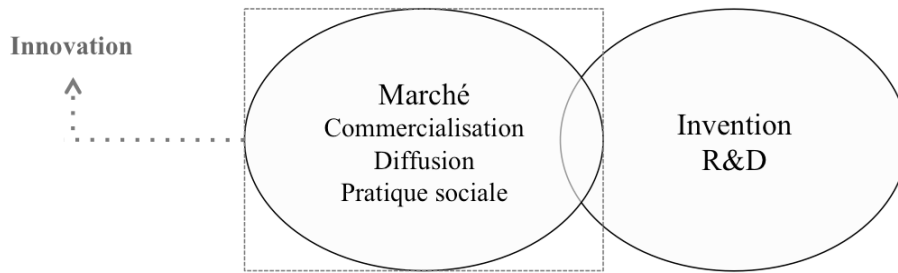 Innovation
Marché
Commercialisation
Diffusion
Pratique sociale
Invention
R&D